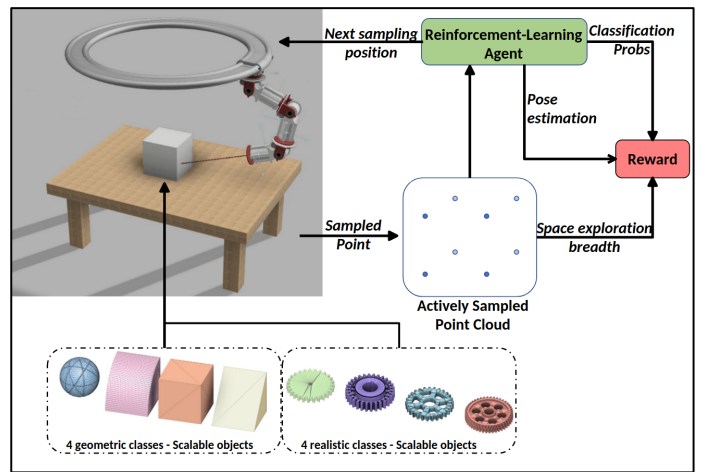 Next sampling
position
Reinforcement-Learning
Agent
Classification
Probs
Pose
estimation
Reward
Sampled
Point
Space exploration
breadth
Actively Sampled
Point Cloud
4 geometric classes - Scalable objects
4 realistic classes - Scalable objects